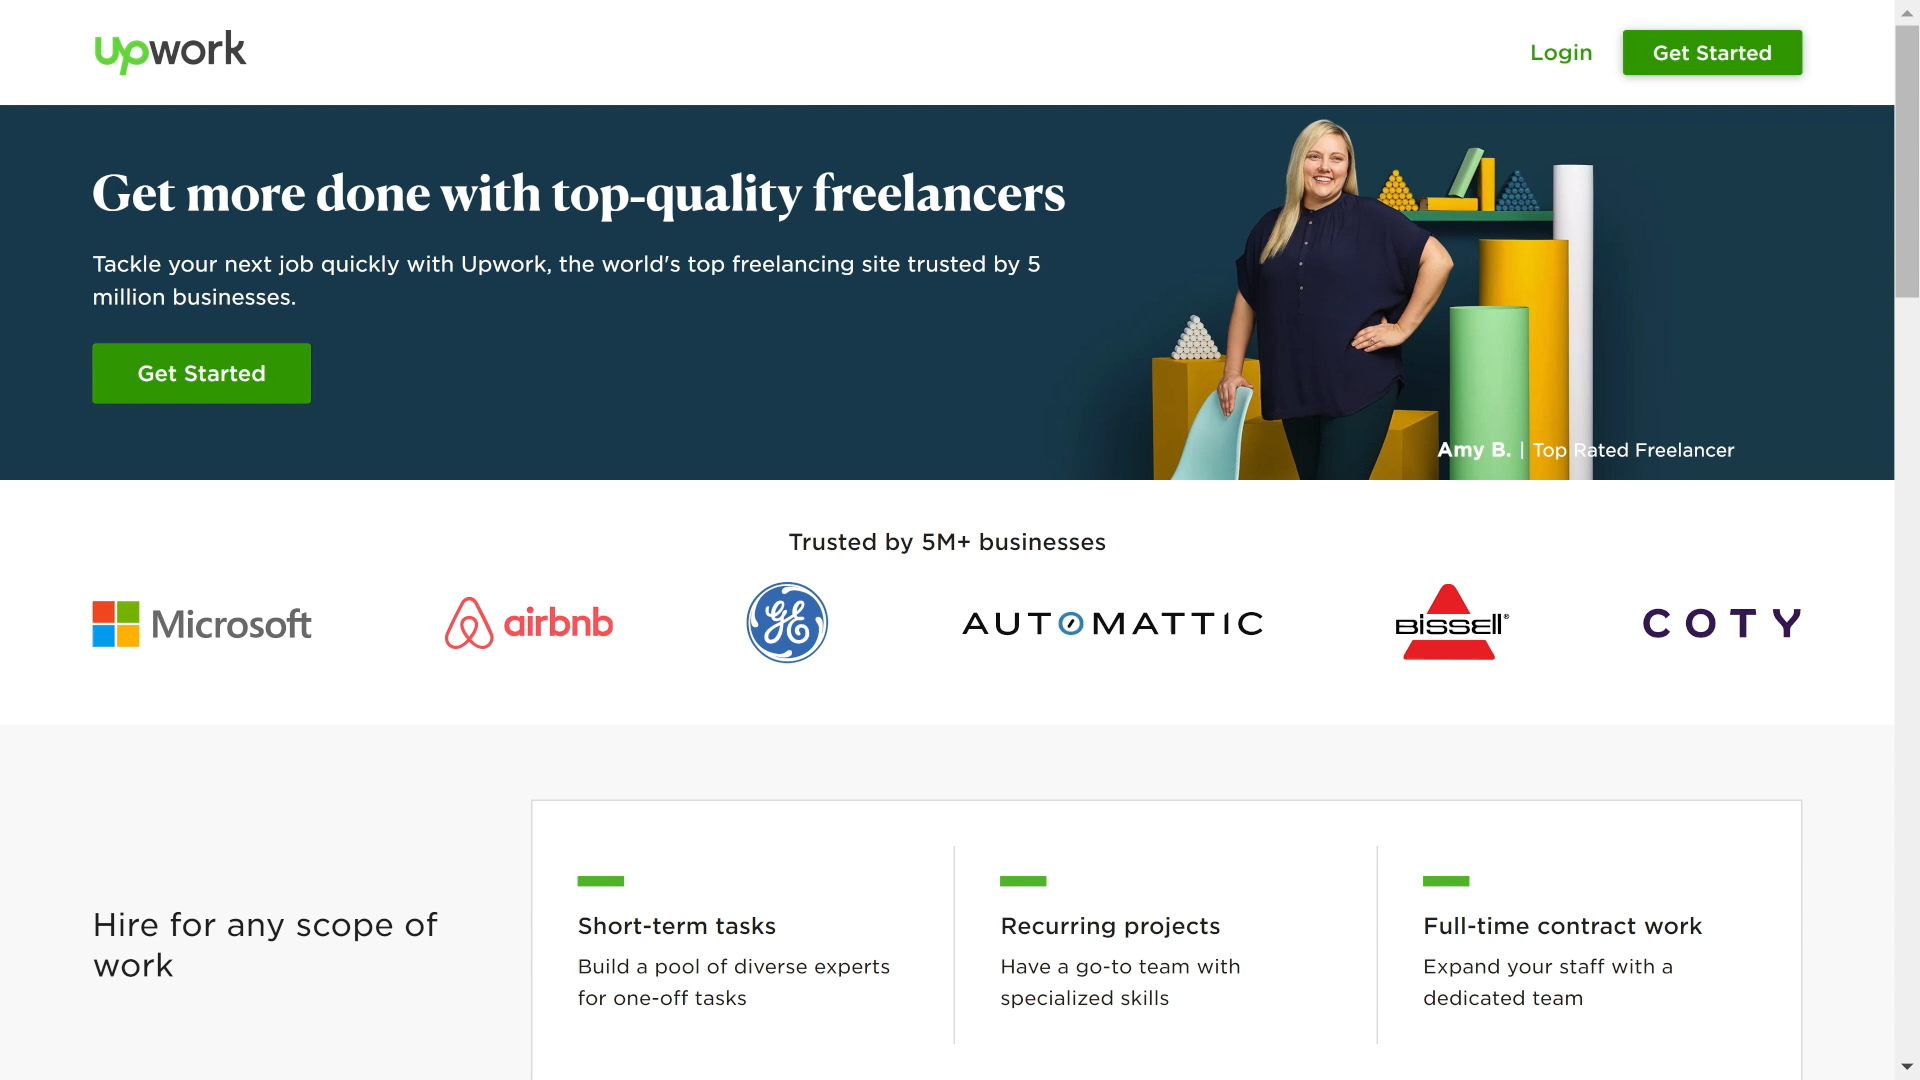 upwork
Login
Get Started
Get more done with top-quality freelancers
Tackle your next job quickly with Upwork, the world's top freelancing site trusted by 5
million businesses.
Get Started
Amy B. | Top Rated Freelancer
Trusted by 5M+ businesses
Microsoft
airbnb
GE
AUTOMATTIC
BISSELL®
COTY
Hire for any scope of
work
Short-term tasks
Build a pool of diverse experts
for one-off tasks
Recurring projects
Have a go-to team with
specialized skills
Full-time contract work
Expand your staff with a
dedicated team